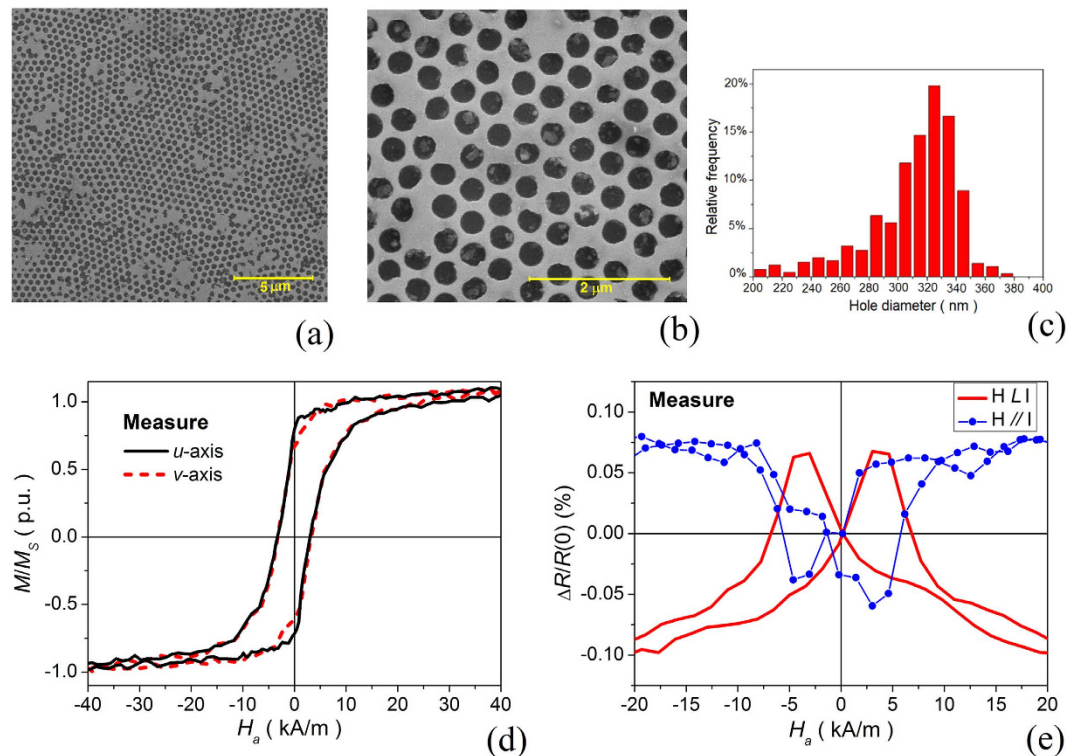 5 μm
(a)
2 μm
(b)
20%
15%
10%
5%
0%
Relative frequency
200 220 240 260 280 300 320 340 360 380 400
Hole diameter ( nm )
(c)
1.0
0.5
0.0
-0.5
-1.0
M/M_S ( p.u. )
Measure
u-axis
v-axis
-40 -30 -20 -10 0 10 20 30 40
H_a ( kA/m )
(d)
0.10
0.05
0.00
-0.05
-0.10
ΔR/R(0) (%)
Measure
H ⊥ I
H // I
-20 -15 -10 -5 0 5 10 15 20
H_a ( kA/m )
(e)